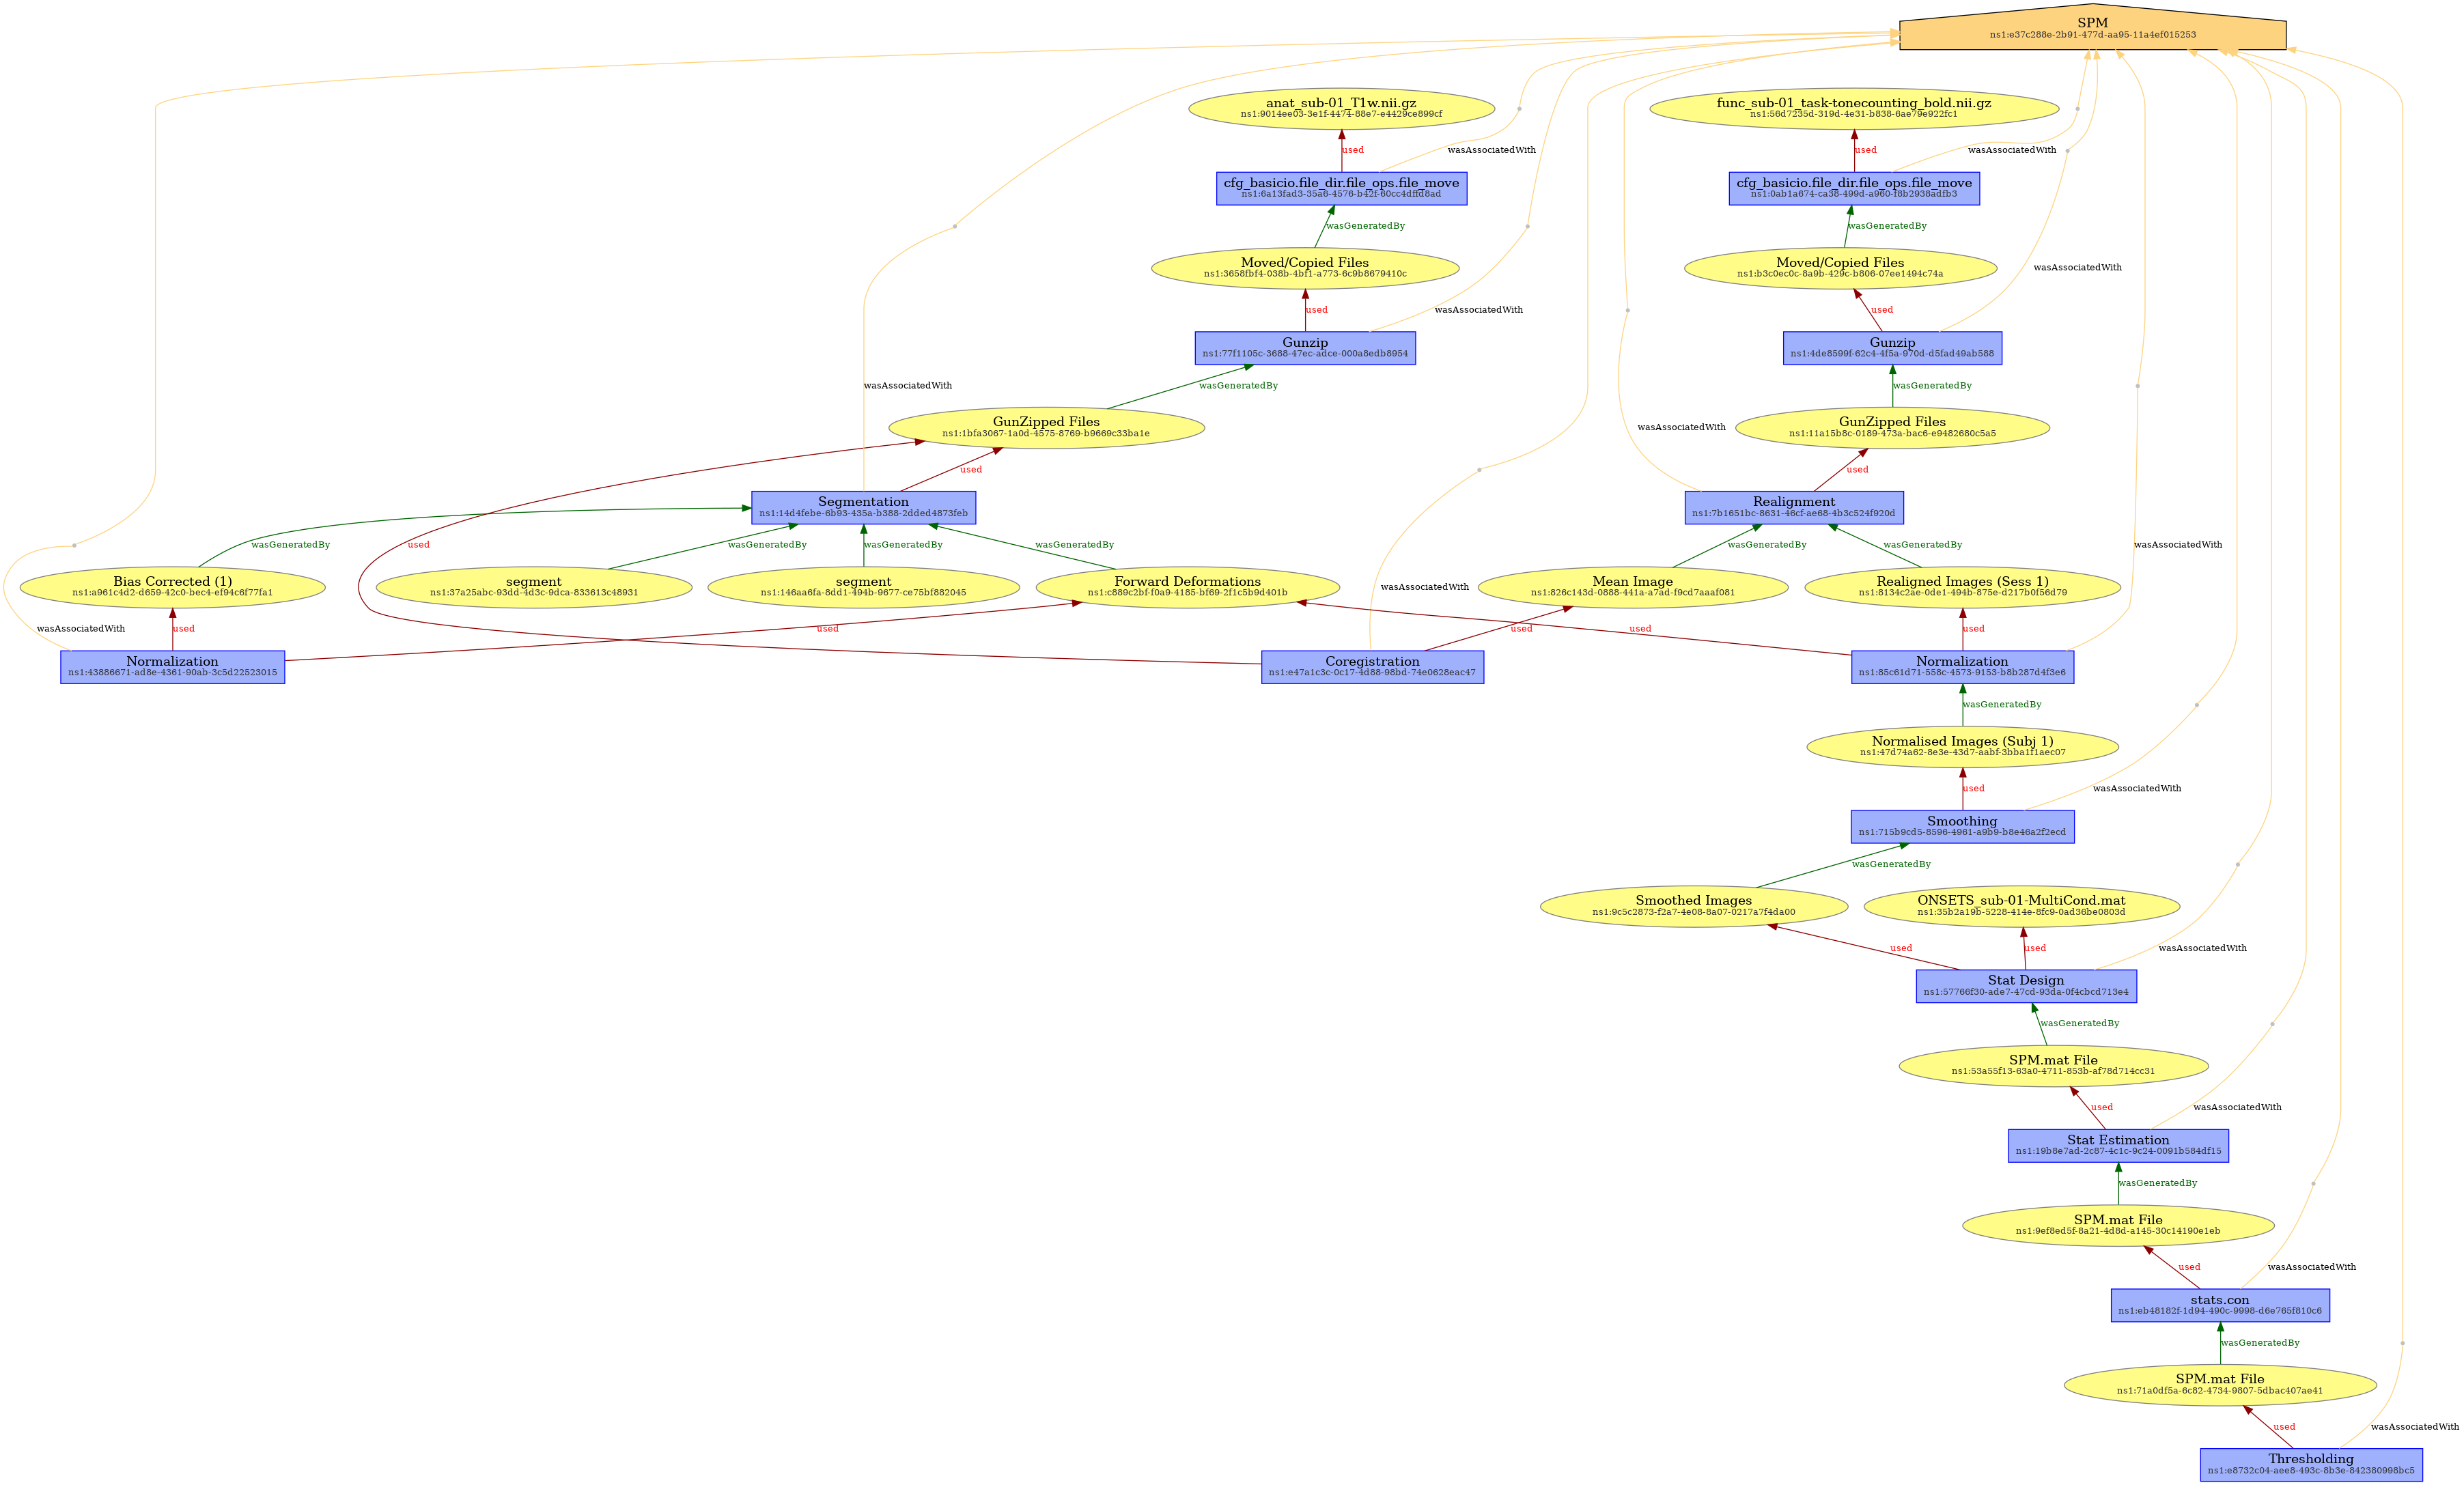 SPM
ns1:e37c288e-2b91-477d-aa95-11a4ef015253
anat_sub-01_T1w.nii.gz
ns1:9014ee03-3e1f-4474-88e7-e4429ce899cf
func_sub-01_task-tonecounting_bold.nii.gz
ns1:56d7235d-319d-4e31-b838-6ae79e922fc1
used
wasAssociatedWith
used
wasAssociatedWith
cfg_basicio.file_dir.file_ops.file_move
ns1:6a13fad3-35a6-4576-b42f-60cc4dffd8ad
cfg_basicio.file_dir.file_ops.file_move
ns1:0ab1a674-ca38-499d-a960-f8b2938adfb3
wasGeneratedBy
wasGeneratedBy
Moved/Copied Files
ns1:3658fbf4-038b-4bf1-a773-6c9b8679410c
Moved/Copied Files
ns1:b3c0ec0c-8a9b-429c-b806-07ee1494c74a
wasAssociatedWith
used
wasAssociatedWith
used
Gunzip
ns1:77f1105c-3688-47ec-adce-000a8edb8954
Gunzip
ns1:4de8599f-62c4-4f5a-970d-d5fad49ab588
wasAssociatedWith
wasGeneratedBy
wasGeneratedBy
GunZipped Files
ns1:1bfa3067-1a0d-4575-8769-b9669c33ba1e
GunZipped Files
ns1:11a15b8c-0189-473a-bac6-e9482680c5a5
wasAssociatedWith
used
used
Segmentation
ns1:14d4febe-6b93-435a-b388-2dded4873feb
Realignment
ns1:7b1651bc-8631-46cf-ae68-4b3c524f920d
wasGeneratedBy
used
wasGeneratedBy
wasGeneratedBy
wasGeneratedBy
wasGeneratedBy
wasGeneratedBy
wasAssociatedWith
Bias Corrected (1)
ns1:a961c4d2-d659-42c0-bec4-ef94c6f77fa1
segment
ns1:37a25abc-93dd-4d3c-9dca-833613c48931
segment
ns1:146aa6fa-8dd1-494b-9677-ce75bf882045
Forward Deformations
ns1:c889c2bf-f0a9-4185-bf69-2f1c5b9d401b
wasAssociatedWith
Mean Image
ns1:826c143d-0888-441a-a7ad-f9cd7aaaf081
Realigned Images (Sess 1)
ns1:8134c2ae-0de1-494b-875e-d217b0f56d79
wasAssociatedWith
used
used
used
used
used
Normalization
ns1:43886671-ad8e-4361-90ab-3c5d22523015
Coregistration
ns1:e47a1c3c-0c17-4d88-98bd-74e0628eac47
Normalization
ns1:85c61d71-558c-4573-9153-b8b287d4f3e6
wasGeneratedBy
Normalised Images (Subj 1)
ns1:47d74a62-8e3e-43d7-aabf-3bba1f1aec07
used
wasAssociatedWith
Smoothing
ns1:715b9cd5-8596-4961-a9b9-b8e46a2f2ecd
wasGeneratedBy
Smoothed Images
ns1:9c5c2873-f2a7-4e08-8a07-0217a7f4da00
ONSETS_sub-01-MultiCond.mat
ns1:35b2a19b-5228-414e-8fc9-0ad36be0803d
used
used
wasAssociatedWith
Stat Design
ns1:57766f30-ade7-47cd-93da-0f4cbcd713e4
wasGeneratedBy
SPM.mat File
ns1:53a55f13-63a0-4711-853b-af78d714cc31
used
wasAssociatedWith
Stat Estimation
ns1:19b8e7ad-2c87-4c1c-9c24-0091b584df15
wasGeneratedBy
SPM.mat File
ns1:9ef8ed5f-8a21-4d8d-a145-30c14190e1eb
used
wasAssociatedWith
stats.con
ns1:eb48182f-1d94-490c-9998-d6e765f810c6
wasGeneratedBy
SPM.mat File
ns1:71a0df5a-6c82-4734-9807-5dbac407ae41
used
wasAssociatedWith
Thresholding
ns1:e8732c04-aee8-493c-8b3e-842380998bc5